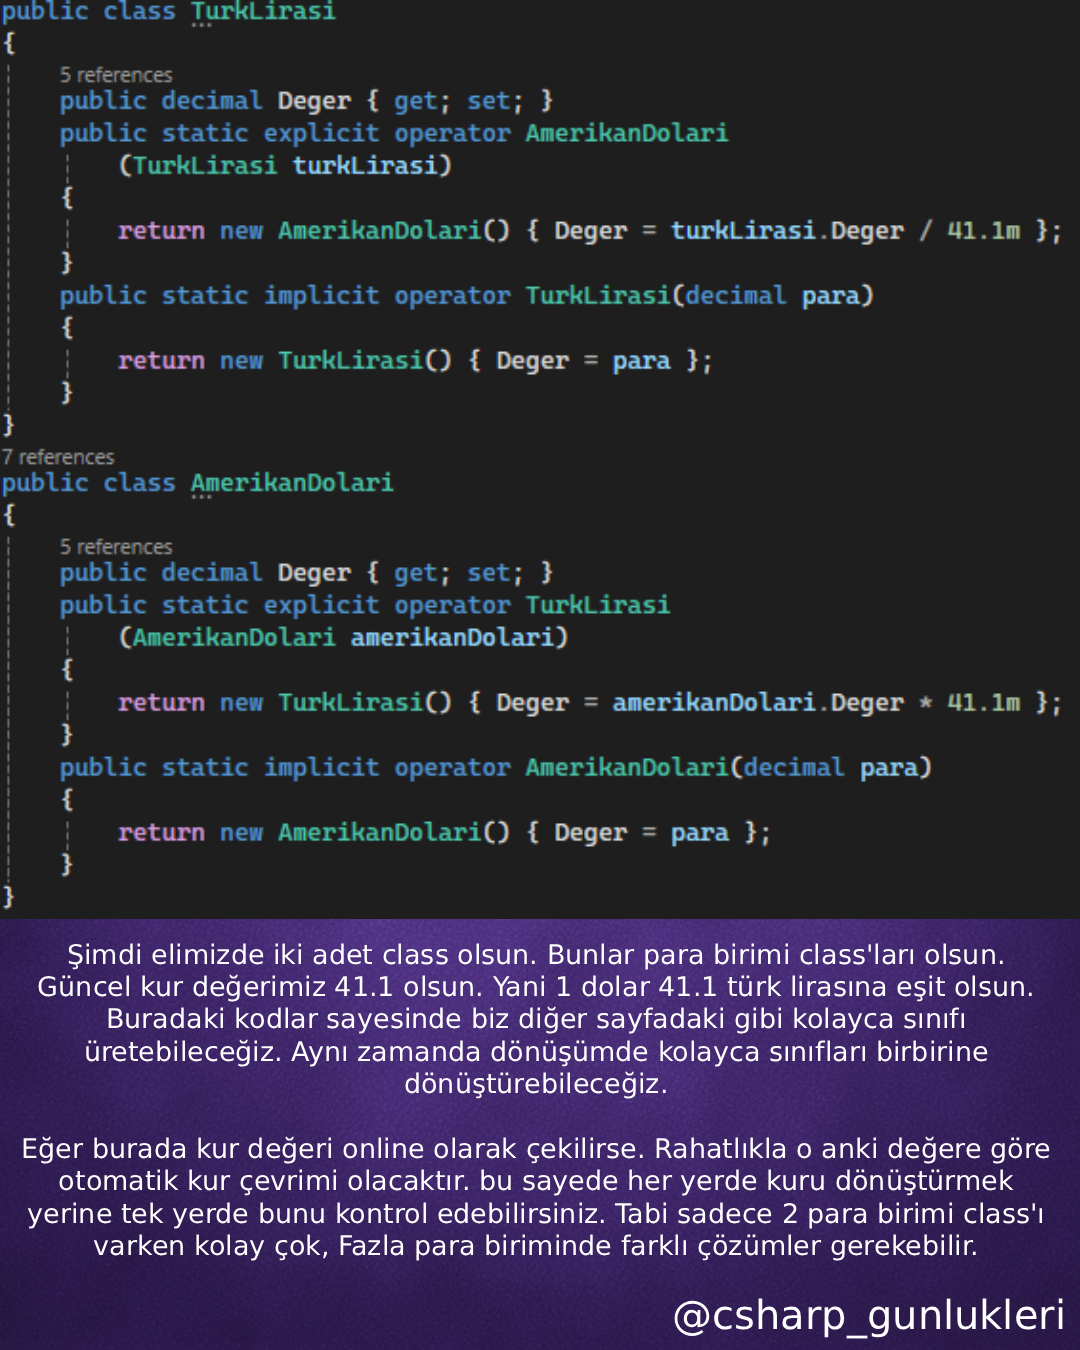 public class TurkLirasi
{
5 references
public decimal Deger { get; set; }
public static explicit operator AmerikanDolari
(TurkLirasi turkLirasi)
{
return new AmerikanDolari() { Deger = turkLirasi.Deger / 41.1m };
}
public static implicit operator TurkLirasi(decimal para)
{
return new TurkLirasi() { Deger = para };
}
}
7 references
public class AmerikanDolari
{
5 references
public decimal Deger { get; set; }
public static explicit operator TurkLirasi
(AmerikanDolari amerikanDolari)
{
return new TurkLirasi() { Deger = amerikanDolari.Deger * 41.1m };
}
public static implicit operator AmerikanDolari(decimal para)
{
return new AmerikanDolari() { Deger = para };
}
}
Şimdi elimizde iki adet class olsun. Bunlar para birimi class'ları olsun.
Güncel kur değerimiz 41.1 olsun. Yani 1 dolar 41.1 türk lirasına eşit olsun.
Buradaki kodlar sayesinde biz diğer sayfadaki gibi kolayca sınıfı
üretebileceğiz. Aynı zamanda dönüşümde kolayca sınıfları birbirine
dönüştürebileceğiz.
Eğer burada kur değeri online olarak çekilirse. Rahatlıkla o anki değere göre
otomatik kur çevrimi olacaktır. bu sayede her yerde kuru dönüştürmek
yerine tek yerde bunu kontrol edebilirsiniz. Tabi sadece 2 para birimi class'ı
varken kolay çok, Fazla para biriminde farklı çözümler gerekebilir.
@csharp_gunlukleri